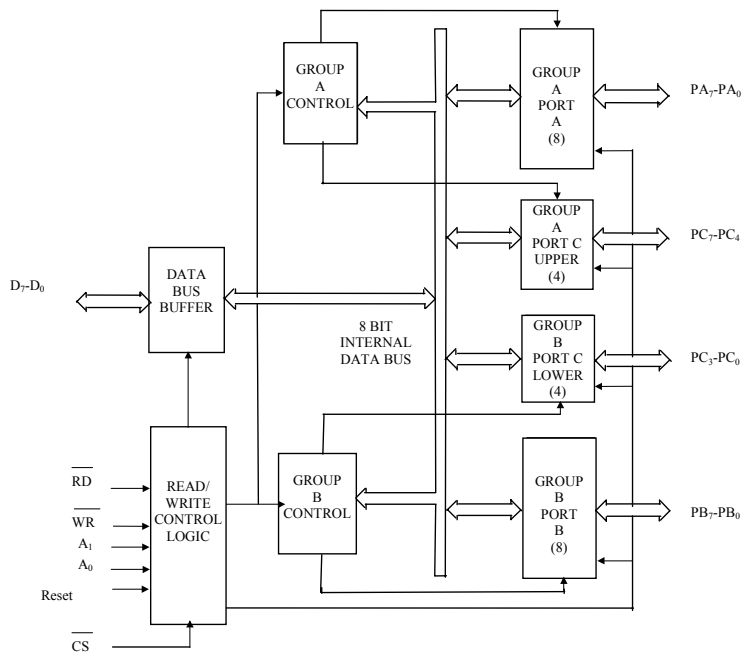 GROUP
A
CONTROL
GROUP
A
PORT
A
(8)
PA₇-PA₀
GROUP
A
PORT C
UPPER
(4)
PC₇-PC₄
D₇-D₀
DATA
BUS
BUFFER
8 BIT
INTERNAL
DATA BUS
GROUP
B
PORT C
LOWER
(4)
PC₃-PC₀
RD
WR
A₁
A₀
Reset
CS
READ/
WRITE
CONTROL
LOGIC
GROUP
B
CONTROL
GROUP
B
PORT
B
(8)
PB₇-PB₀